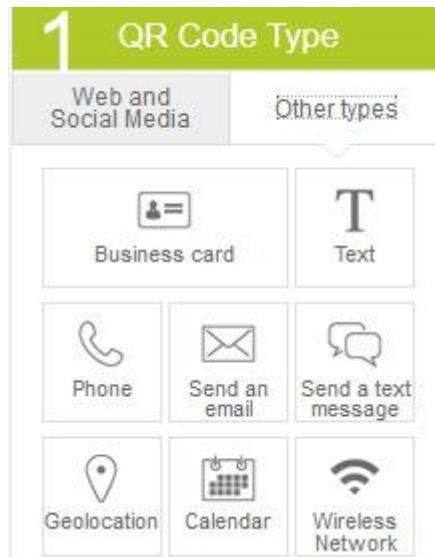 1 QR Code Type
Web and
Social Media
Other types
Business card
T
Text
Phone
Send an
email
Send a text
message
Geolocation
Calendar
Wireless
Network